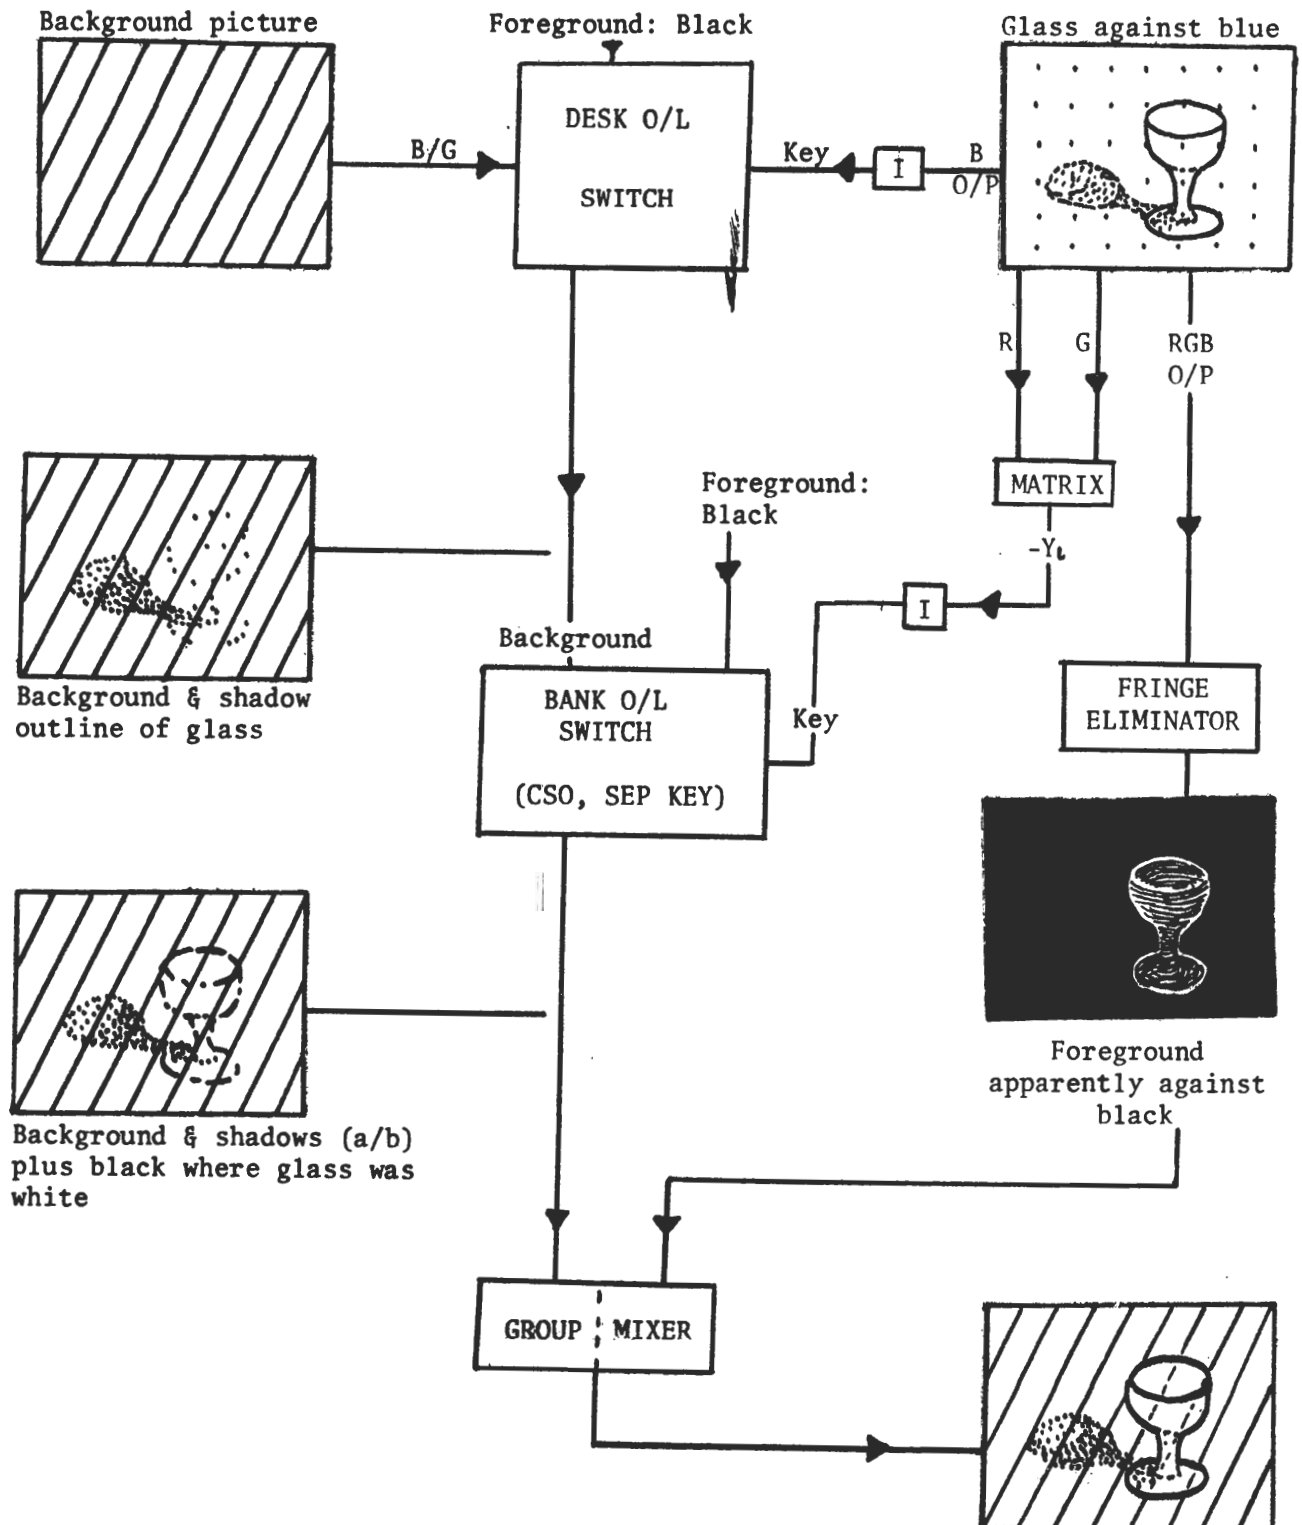 Background picture
Foreground: Black
Glass against blue
DESK O/L
SWITCH
B/G
Key
I
B
O/P
R
G
RGB
O/P
MATRIX
Foreground:
Black
I
Background
BANK O/L
SWITCH
(CSO, SEP KEY)
Key
FRINGE
ELIMINATOR
Background & shadow
outline of glass
Foreground
apparently against
black
Background & shadows (a/b)
plus black where glass was
white
GROUP MIXER